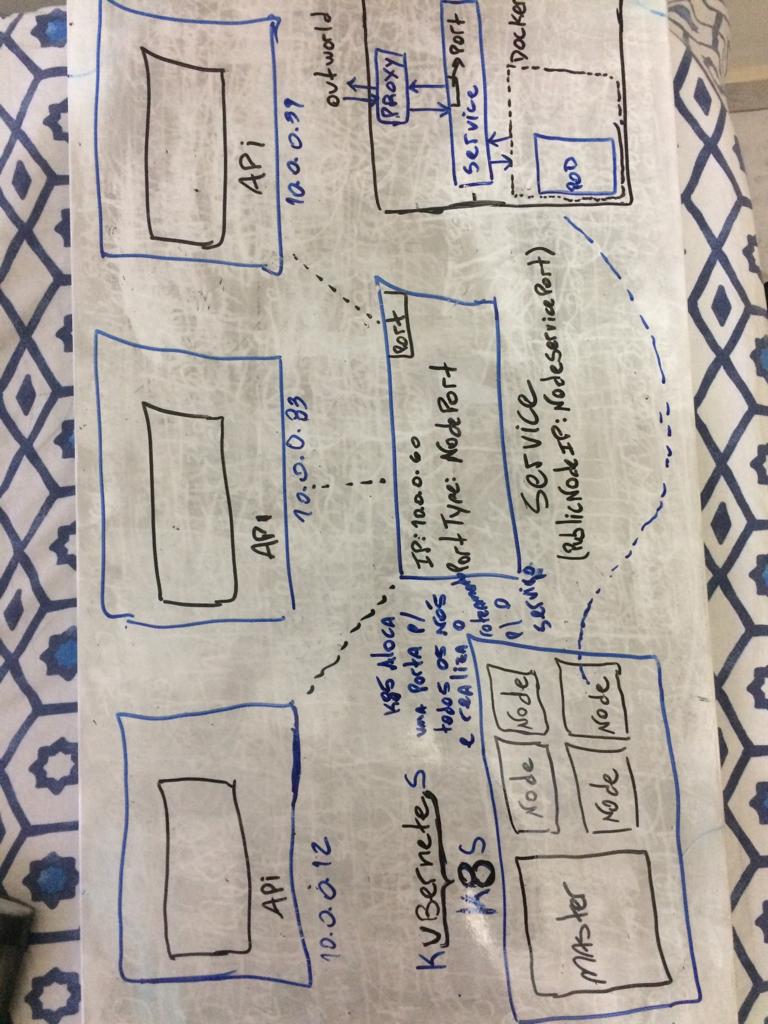 API
10.0.0.12
API
10.0.0.83
API
10.0.0.39
KUBernetes
K8S
K8S Aloca
uma porta p/
todos os nós
e realiza o
roteamento
p/ o
serviço
IP: 10.0.0.60
Port Type: NodePort
Port
Service
(PublicNodeIP:NodeServicePort)
MASTER
Node
Node
Node
Node
outworld
PROXY
Service
Port
Docker
POD